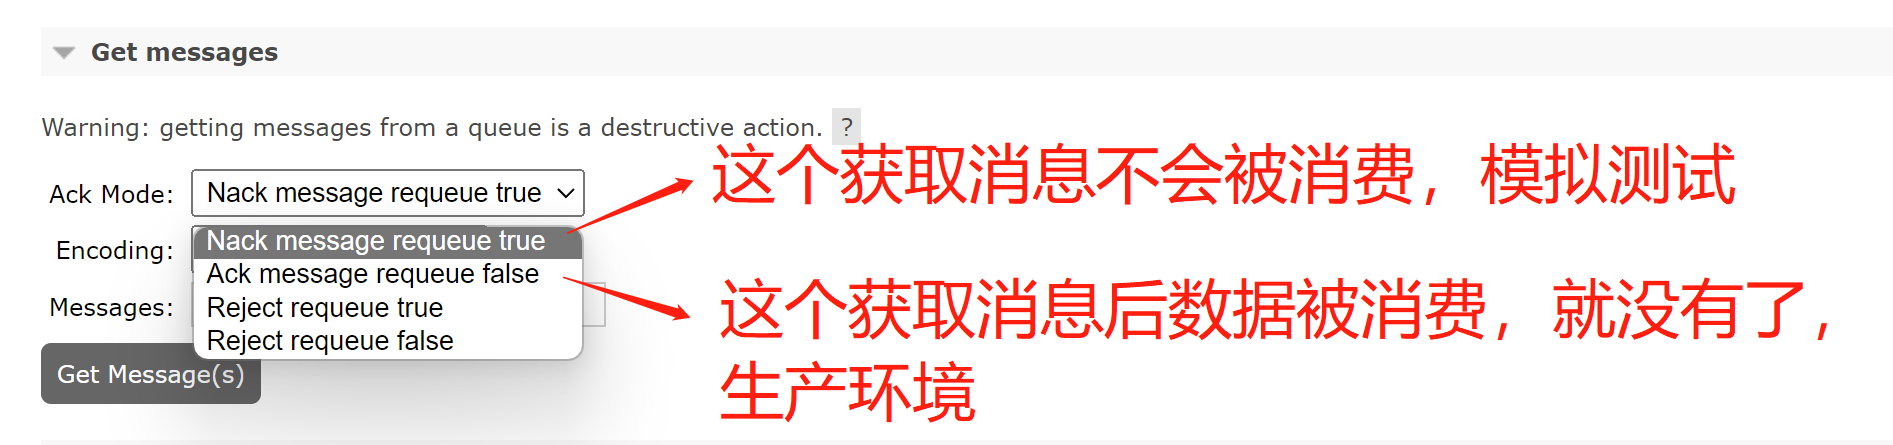 Get messages
Warning: getting messages from a queue is a destructive action. ?
这个获取消息不会被消费，模拟测试
Ack Mode: Nack message requeue true
Encoding:
Nack message requeue true
Ack message requeue false
Reject requeue true
Reject requeue false
Messages:
这个获取消息后数据被消费，就没有了，
生产环境
Get Message(s)